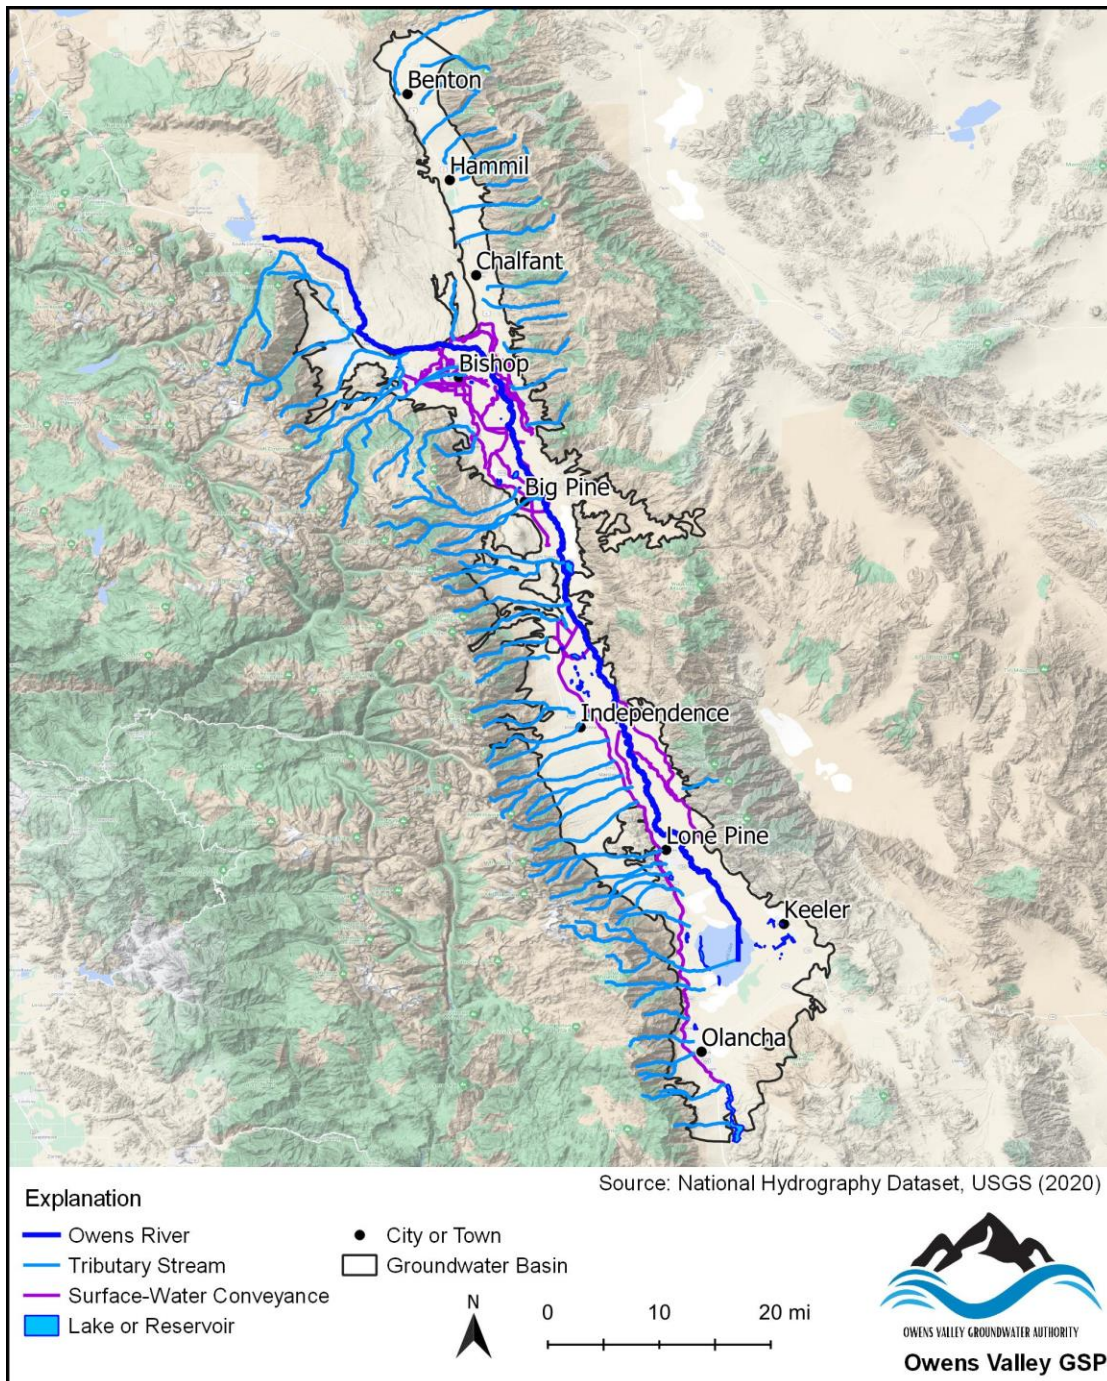 Benton
Hammil
Chalfant
Bishop
Big Pine
Independence
Lone Pine
Keeler
Olancha
Source: National Hydrography Dataset, USGS (2020)
Explanation
Owens River
Tributary Stream
Surface-Water Conveyance
Lake or Reservoir
City or Town
Groundwater Basin
N
0 10 20 mi
OWENS VALLEY GROUNDWATER AUTHORITY
Owens Valley GSP